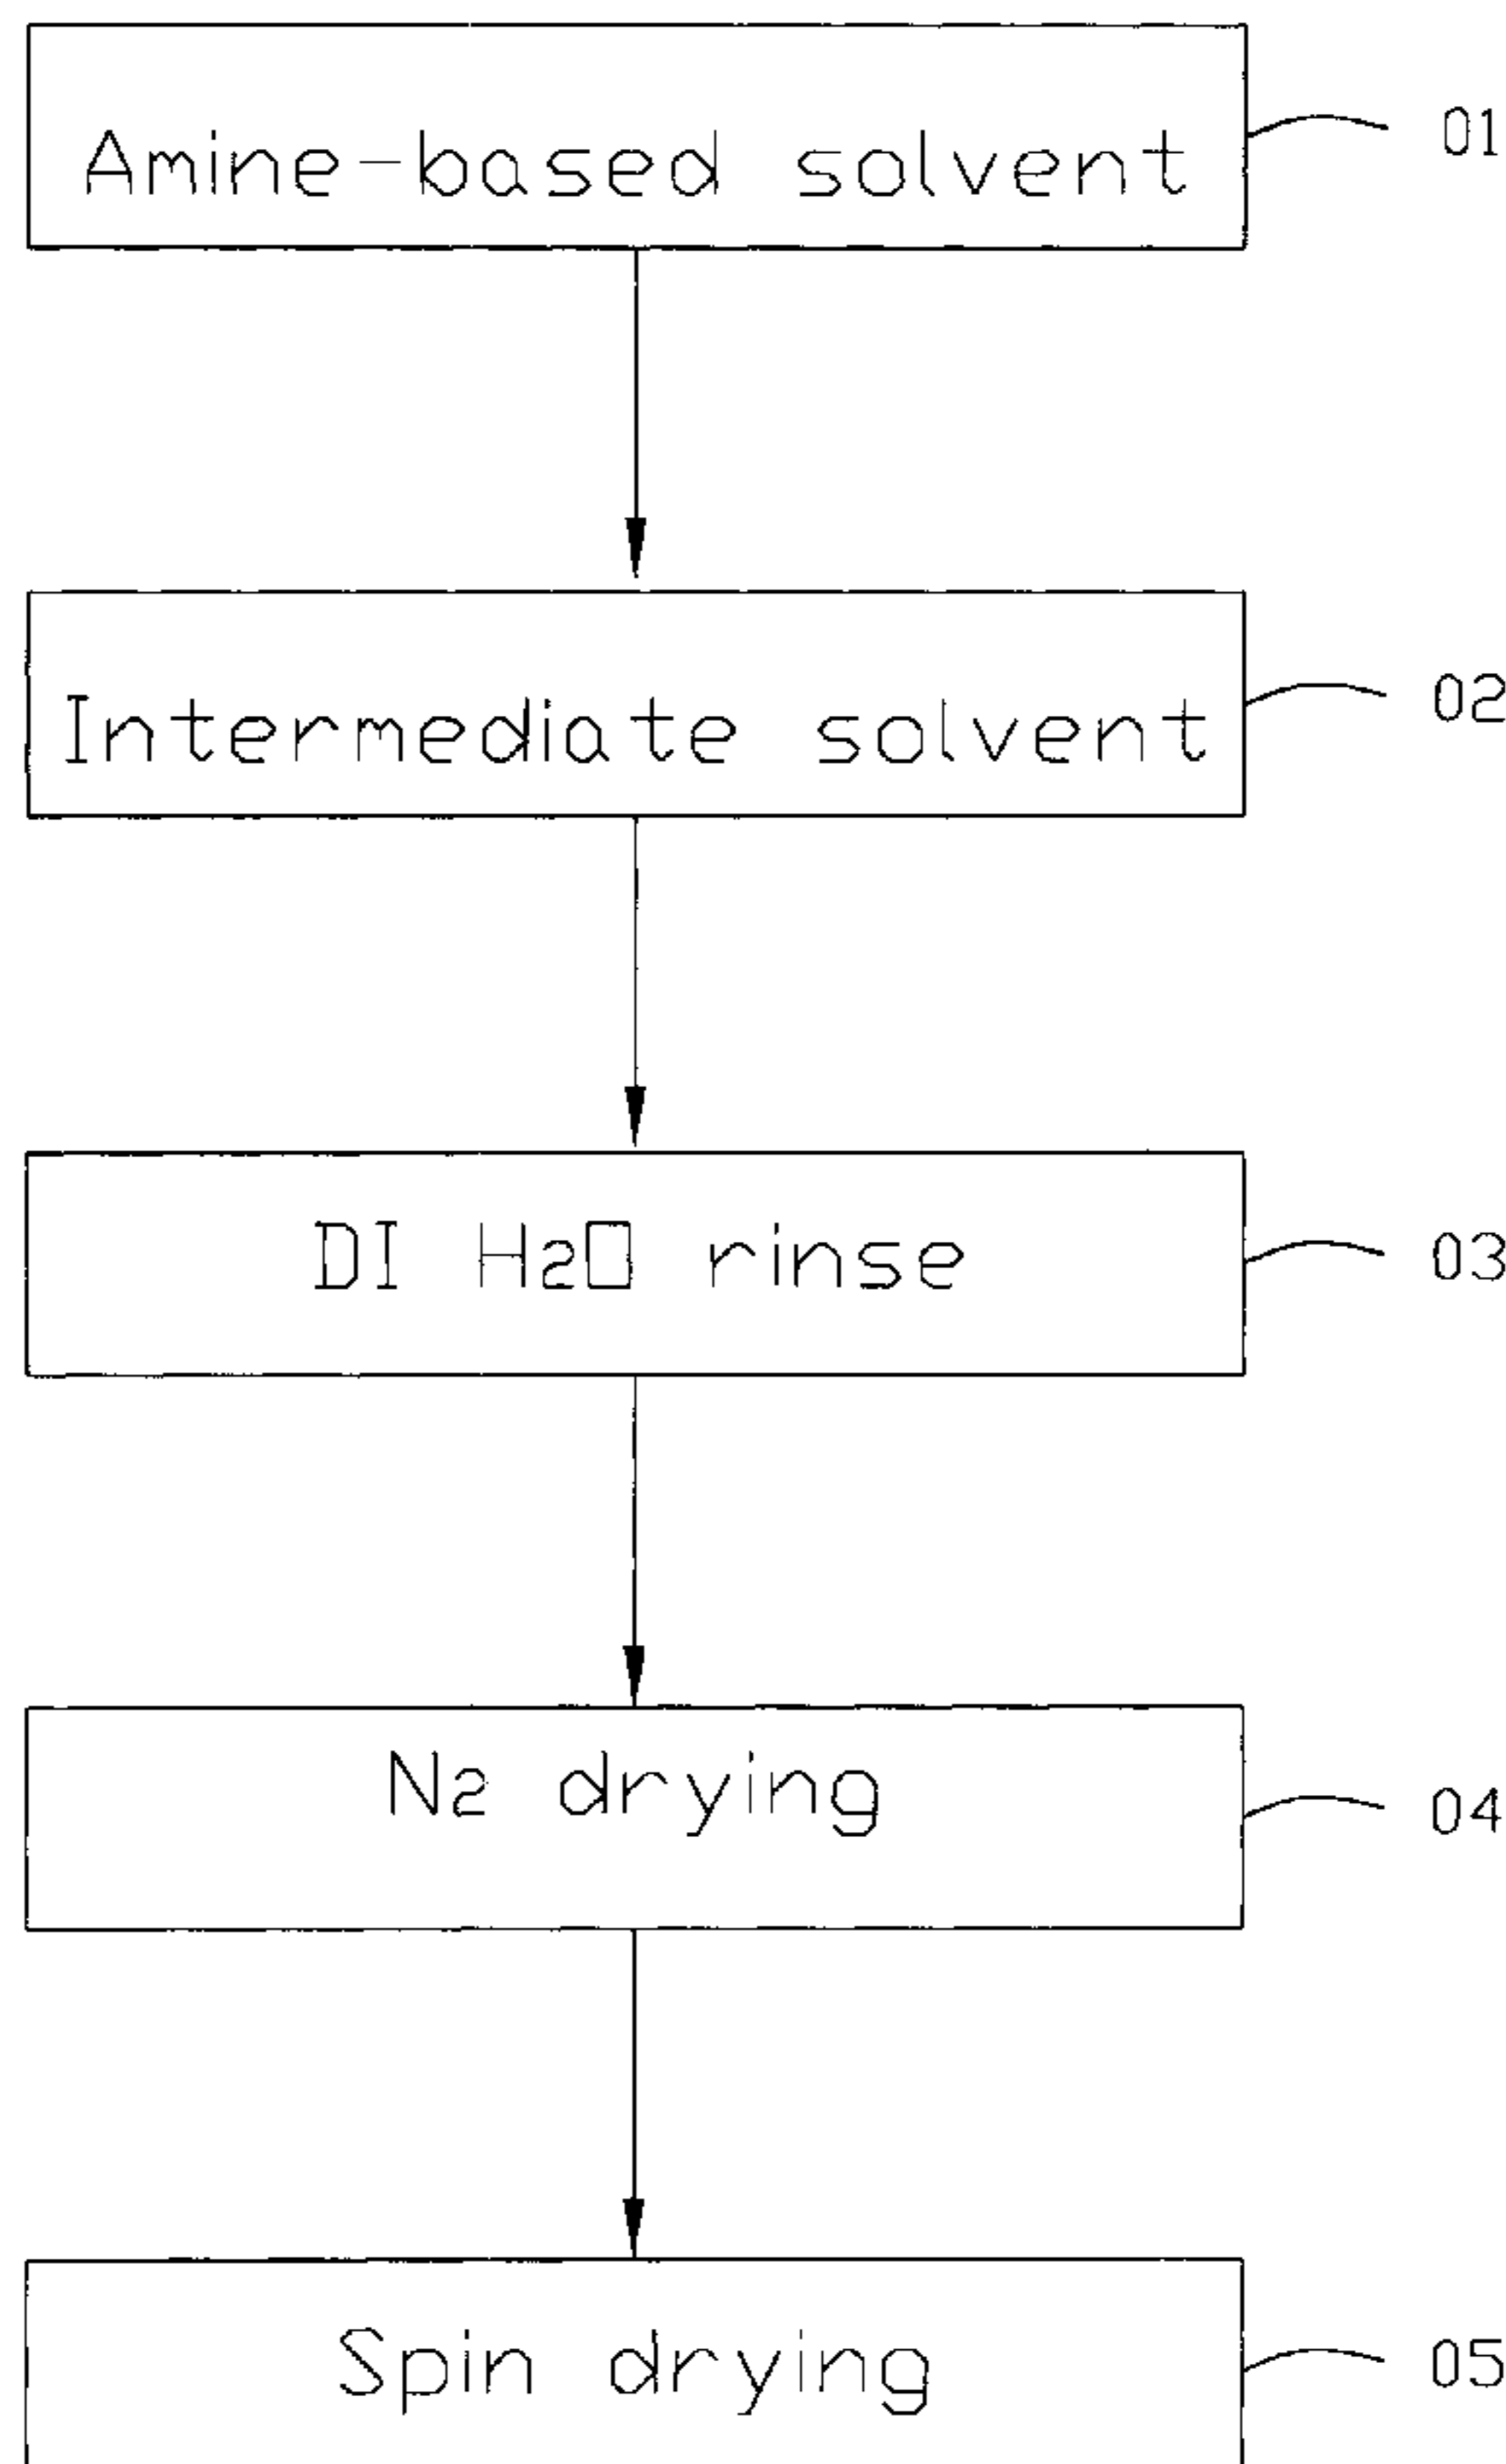 Amine-based solvent 01
Intermediate solvent 02
DI H2O rinse 03
N2 drying 04
Spin drying 05